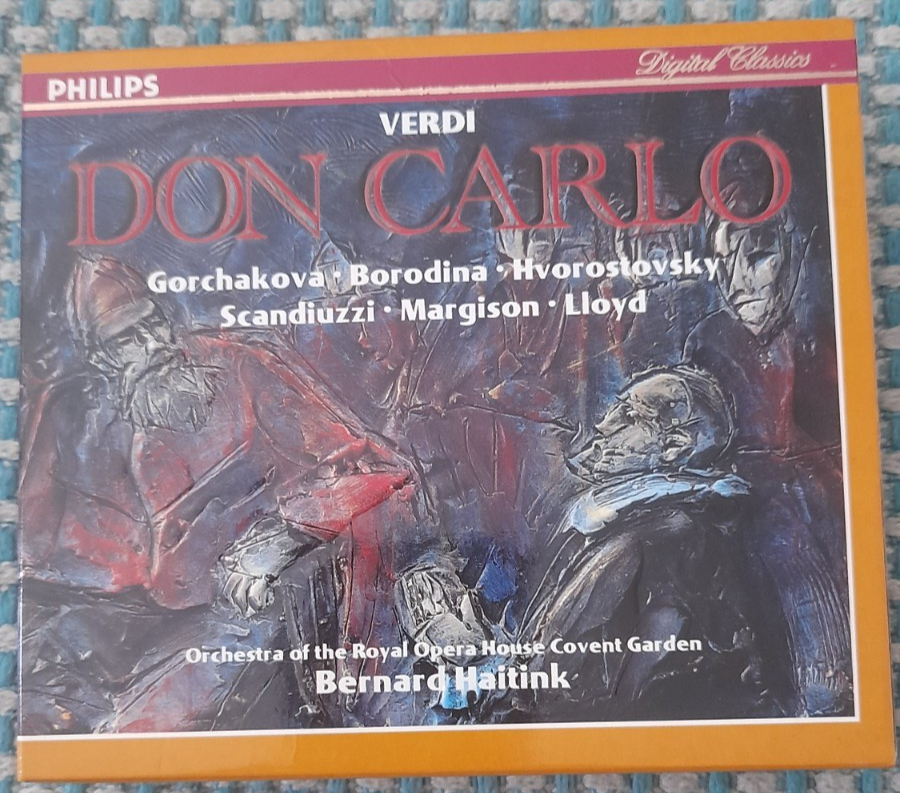 PHILIPS
Digital Classics
VERDI
DON CARLO
Gorchakova · Borodina · Hvorostovsky
Scandiuzzi · Margison · Lloyd
Orchestra of the Royal Opera House Covent Garden
Bernard Haitink